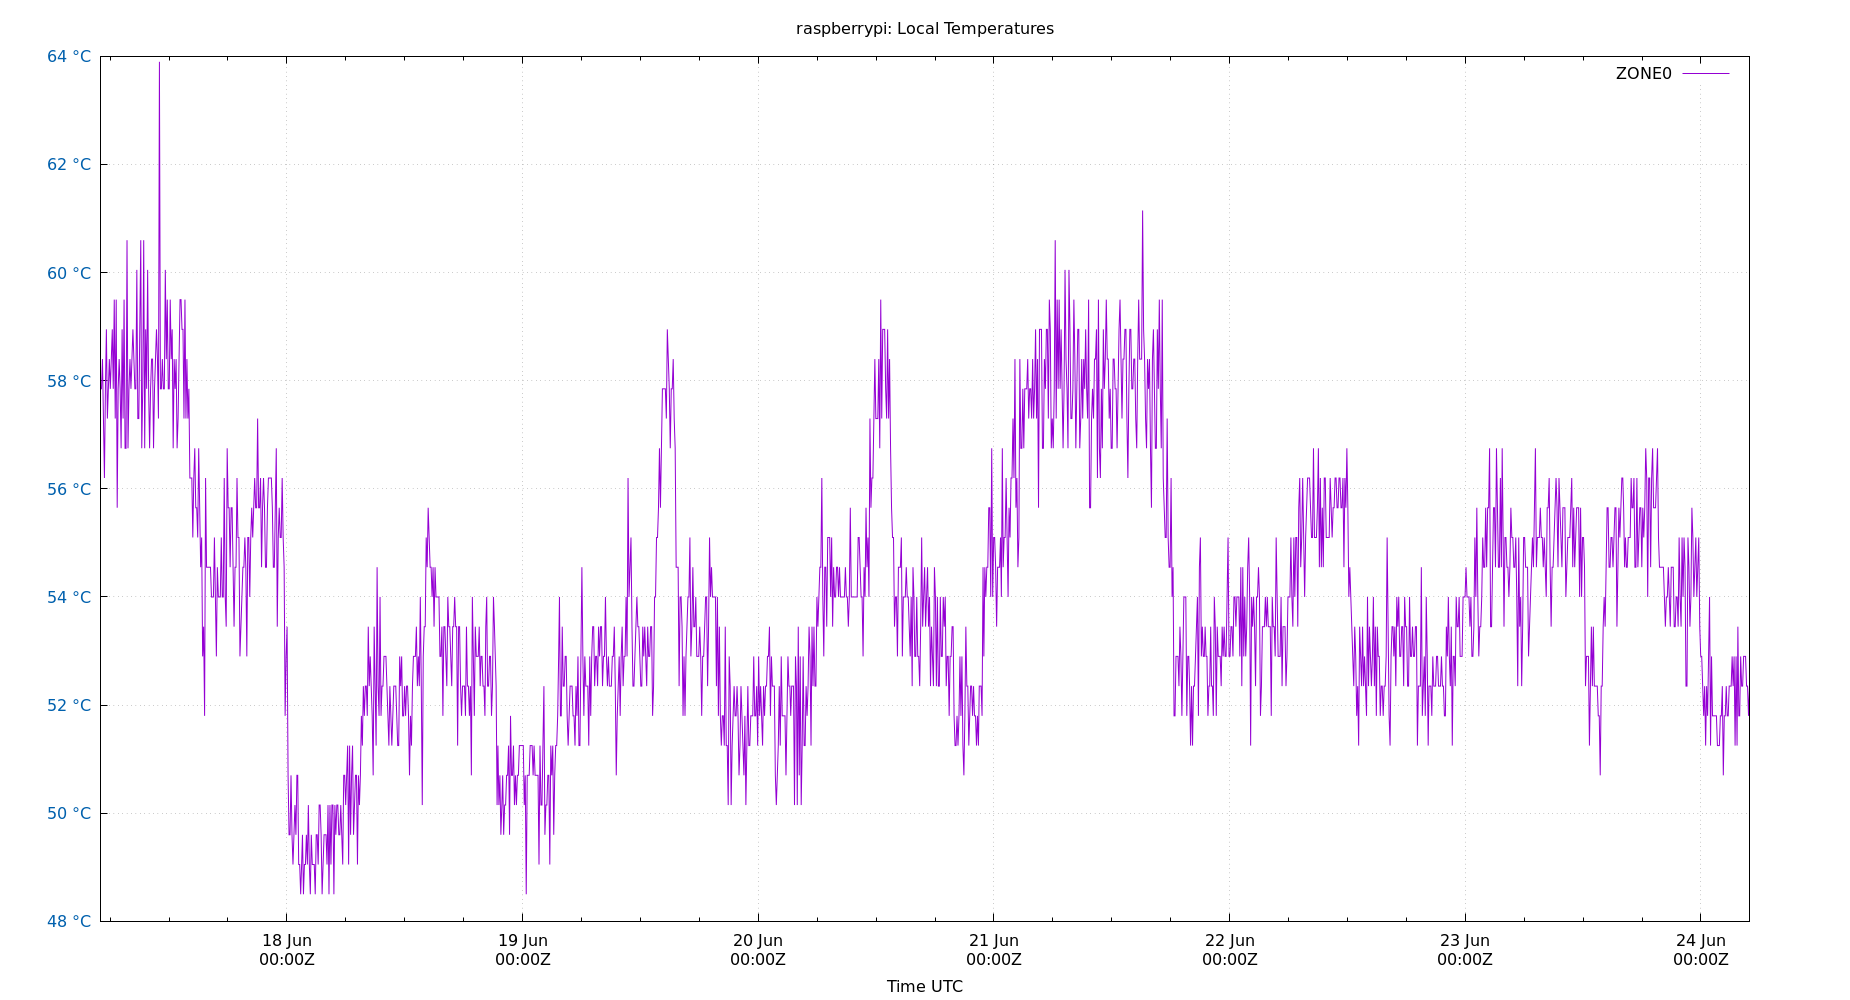 raspberrypi: Local Temperatures
64 °C
ZONE0
62 °C
60 °C
58 °C
56 °C
54 °C
52 °C
50 °C
48 °C
18 Jun 19 Jun 20 Jun 21 Jun 22 Jun 23 Jun 24 Jun
00:00Z 00:00Z 00:00Z 00:00Z 00:00Z 00:00Z 00:00Z
Time UTC